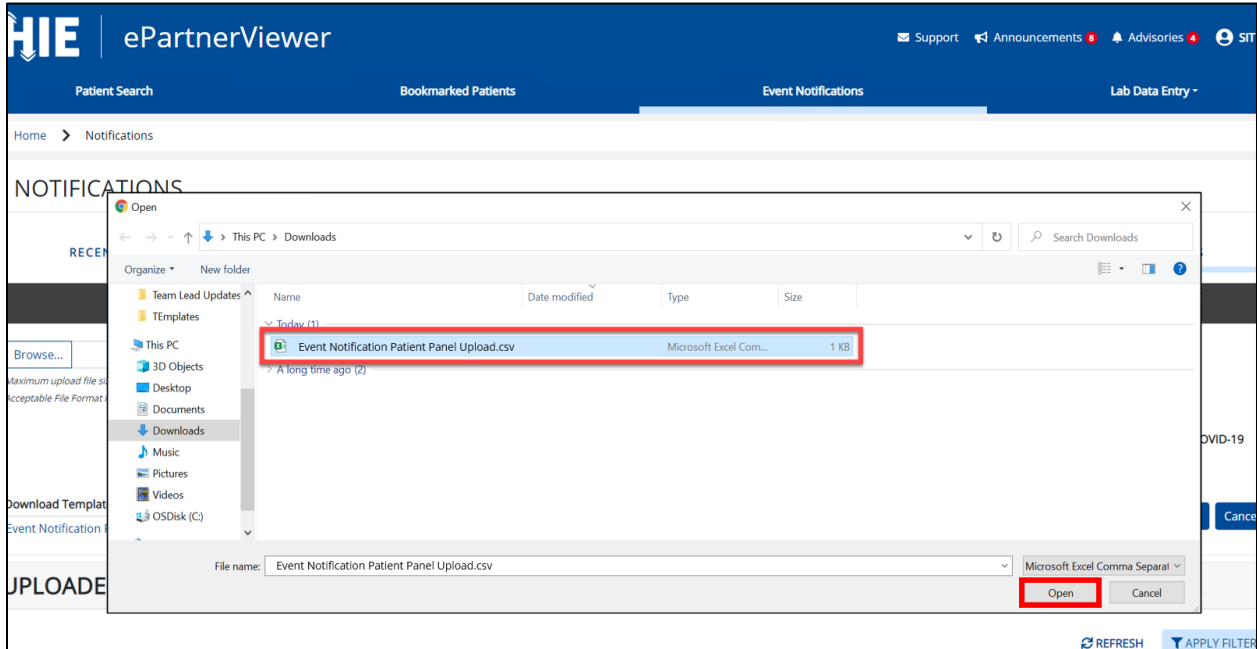 HIE ePartnerViewer
Support Announcements 8 Advisories 4 SIT
Patient Search Bookmarked Patients Event Notifications Lab Data Entry
Home > Notifications
NOTIFICATIONS
Open
This PC > Downloads
Search Downloads
RECEN
Organize New folder
Team Lead Updates
TEmplates
This PC
3D Objects
Desktop
Documents
Downloads
Music
Pictures
Videos
OSDisk (C:)
Name Date modified Type Size
Today (1)
Event Notification Patient Panel Upload.csv Microsoft Excel Com... 1 KB
A long time ago (2)
Browse...
Maximum upload file si
Acceptable File Format
OVID-19
Download Templat
Event Notification
Cance
File name: Event Notification Patient Panel Upload.csv Microsoft Excel Comma Separat
Open Cancel
UPLOADE
REFRESH APPLY FILTER